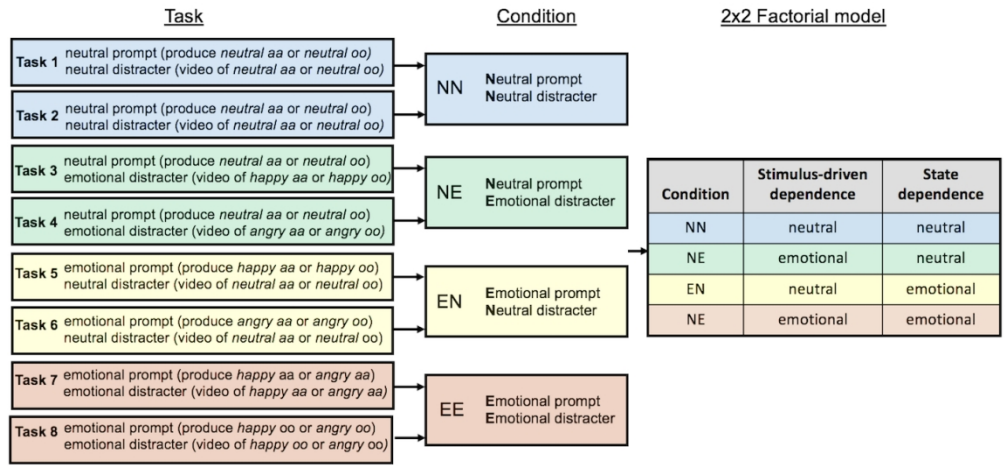 Task
Condition
2x2 Factorial model
Task 1 neutral prompt (produce neutral aa or neutral oo)
neutral distracter (video of neutral aa or neutral oo)
Task 2 neutral prompt (produce neutral aa or neutral oo)
neutral distracter (video of neutral aa or neutral oo)
NN Neutral prompt
Neutral distracter
Task 3 neutral prompt (produce neutral aa or neutral oo)
emotional distracter (video of happy aa or happy oo)
Task 4 neutral prompt (produce neutral aa or neutral oo)
emotional distracter (video of angry aa or angry oo)
NE Neutral prompt
Emotional distracter
Task 5 emotional prompt (produce happy aa or happy oo)
neutral distracter (video of neutral aa or neutral oo)
Task 6 emotional prompt (produce angry aa or angry oo)
neutral distracter (video of neutral aa or neutral oo)
EN Emotional prompt
Neutral distracter
Task 7 emotional prompt (produce happy aa or angry aa)
emotional distracter (video of happy aa or angry aa)
Task 8 emotional prompt (produce happy oo or angry oo)
emotional distracter (video of happy oo or angry oo)
EE Emotional prompt
Emotional distracter
Condition Stimulus-driven dependence State dependence
NN neutral neutral
NE emotional neutral
EN neutral emotional
NE emotional emotional